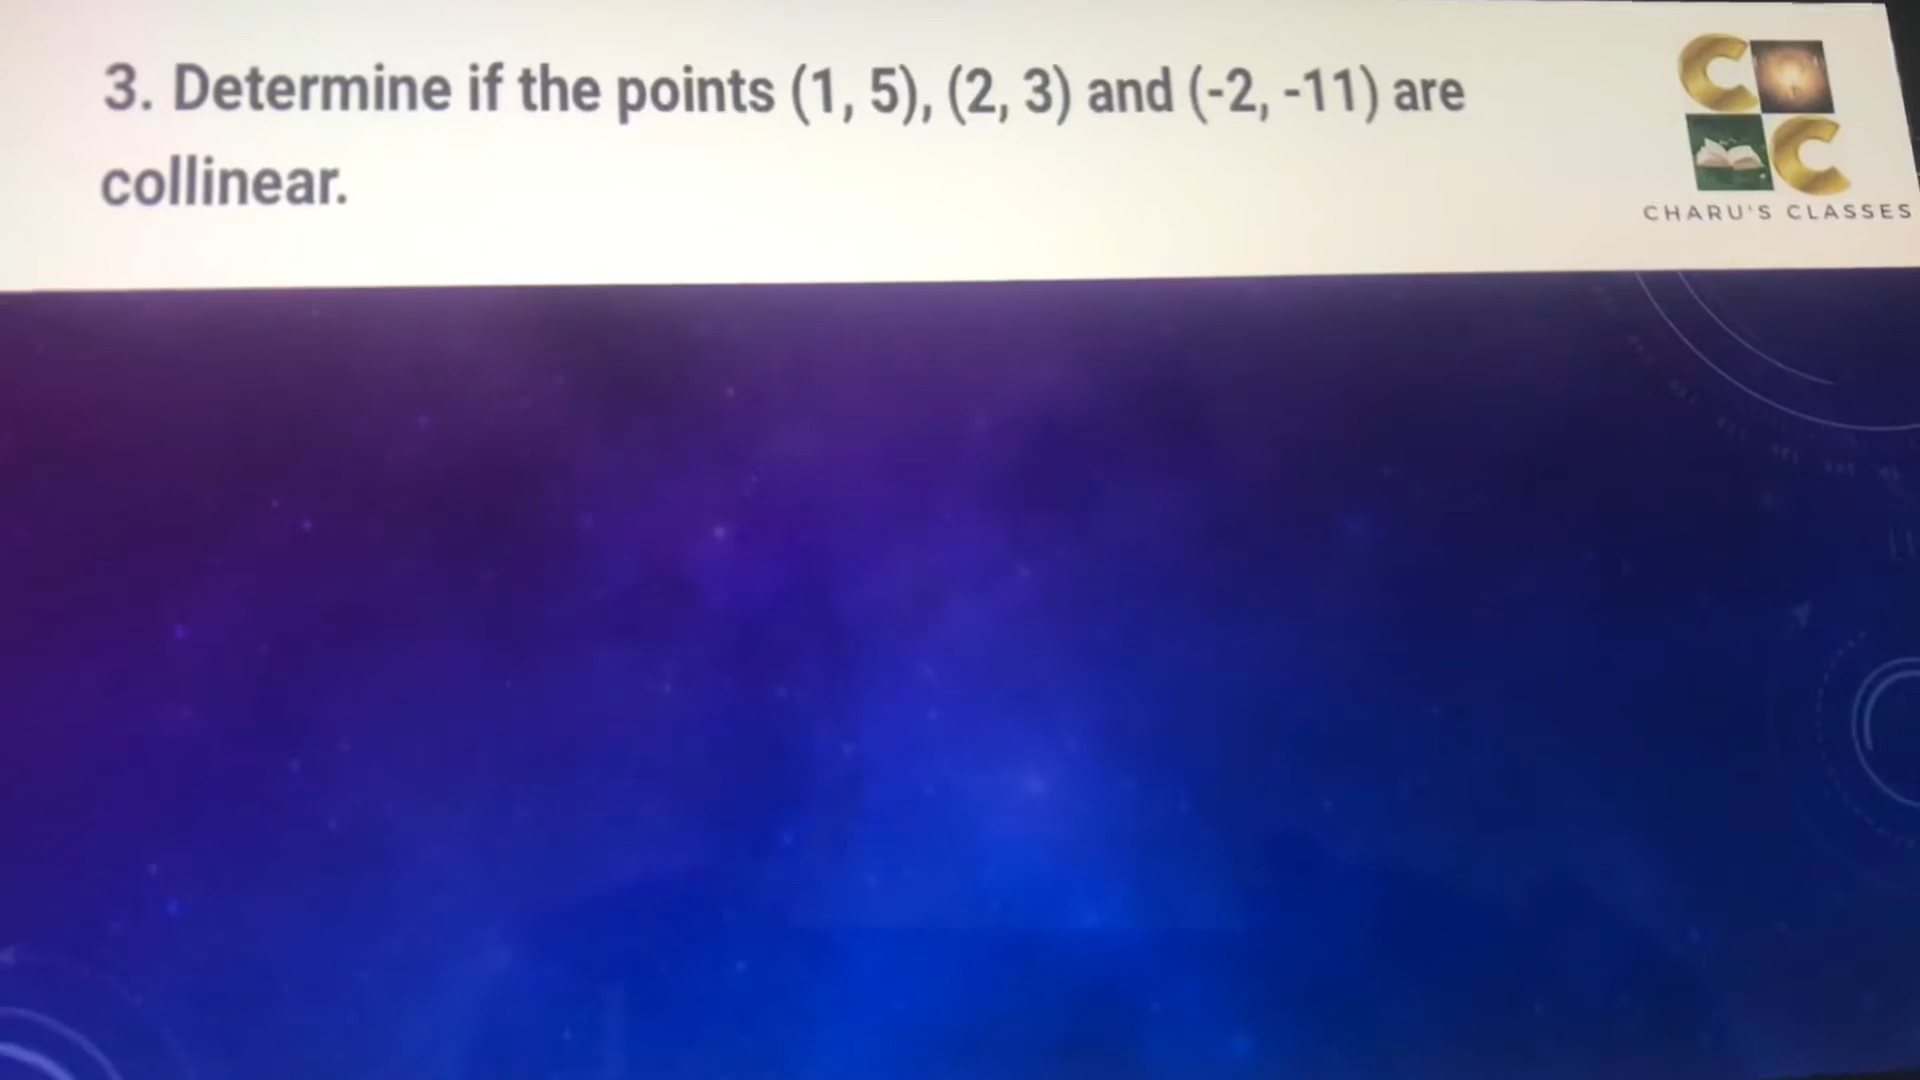 3. Determine if the points (1, 5), (2, 3) and (-2, -11) are
collinear.
CHARU'S CLASSES